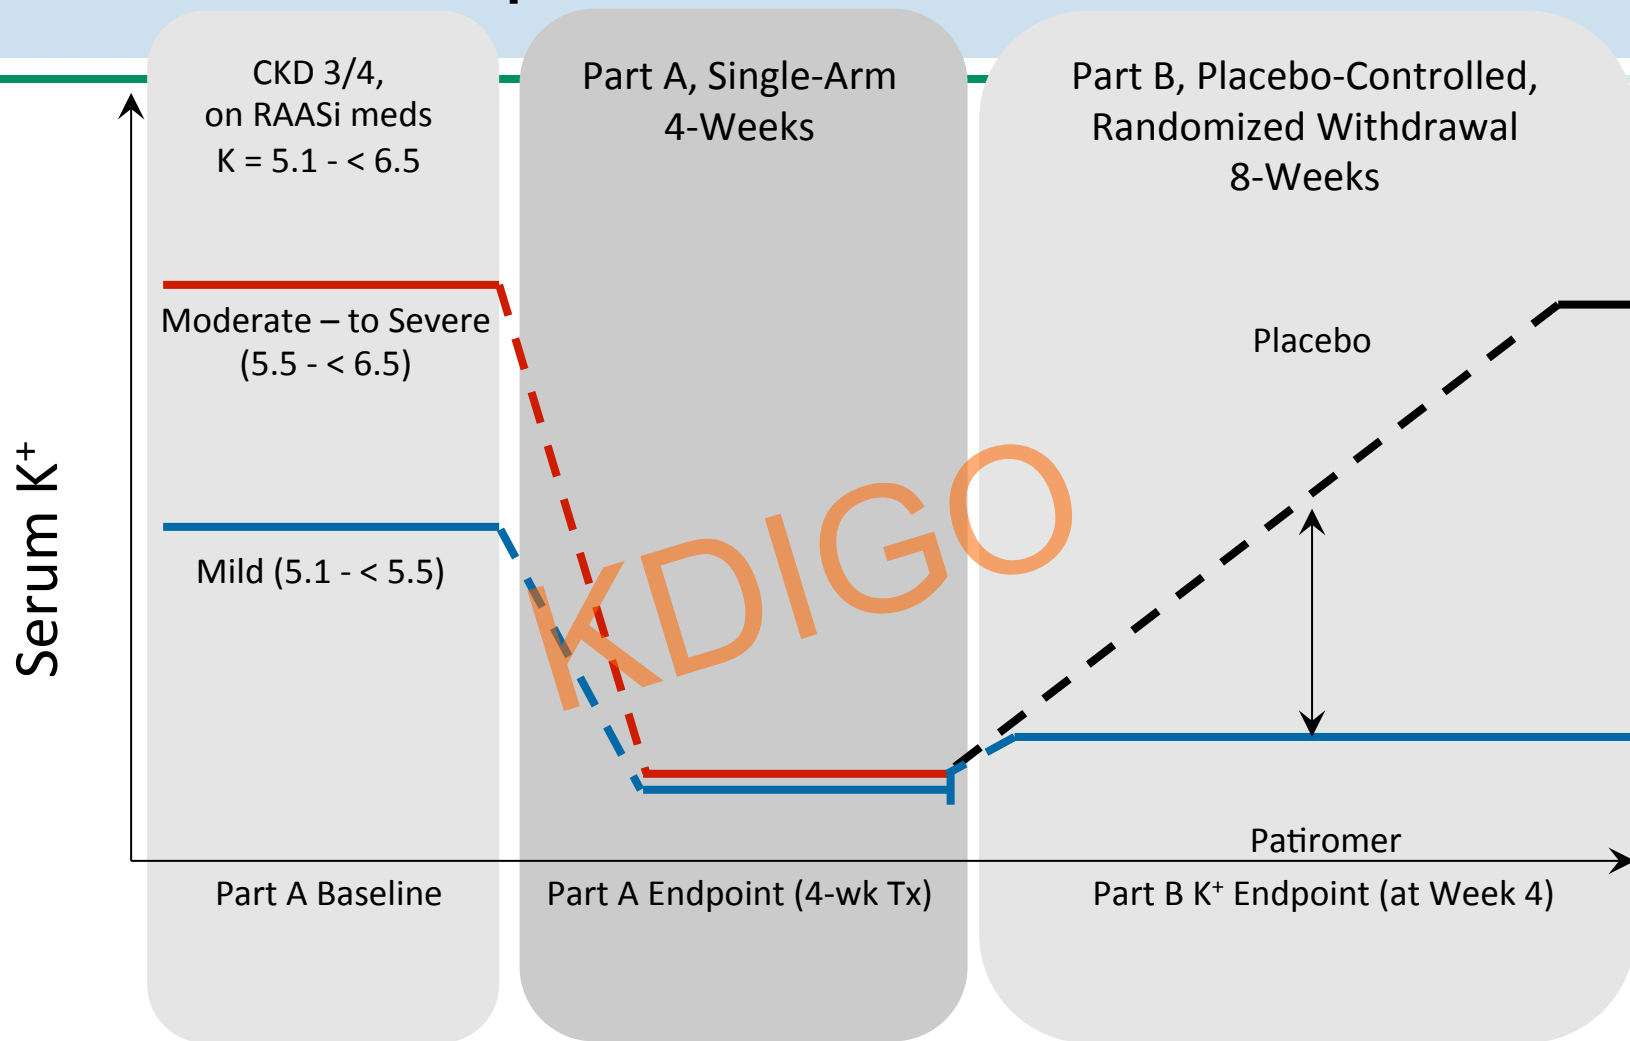 CKD 3/4,
on RAASi meds
K = 5.1 - < 6.5
Part A, Single-Arm
4-Weeks
Part B, Placebo-Controlled,
Randomized Withdrawal
8-Weeks
Moderate – to Severe
(5.5 - < 6.5)
Placebo
Serum K⁺
Mild (5.1 - < 5.5)
KDIGO
Patiromer
Part A Baseline
Part A Endpoint (4-wk Tx)
Part B K⁺ Endpoint (at Week 4)